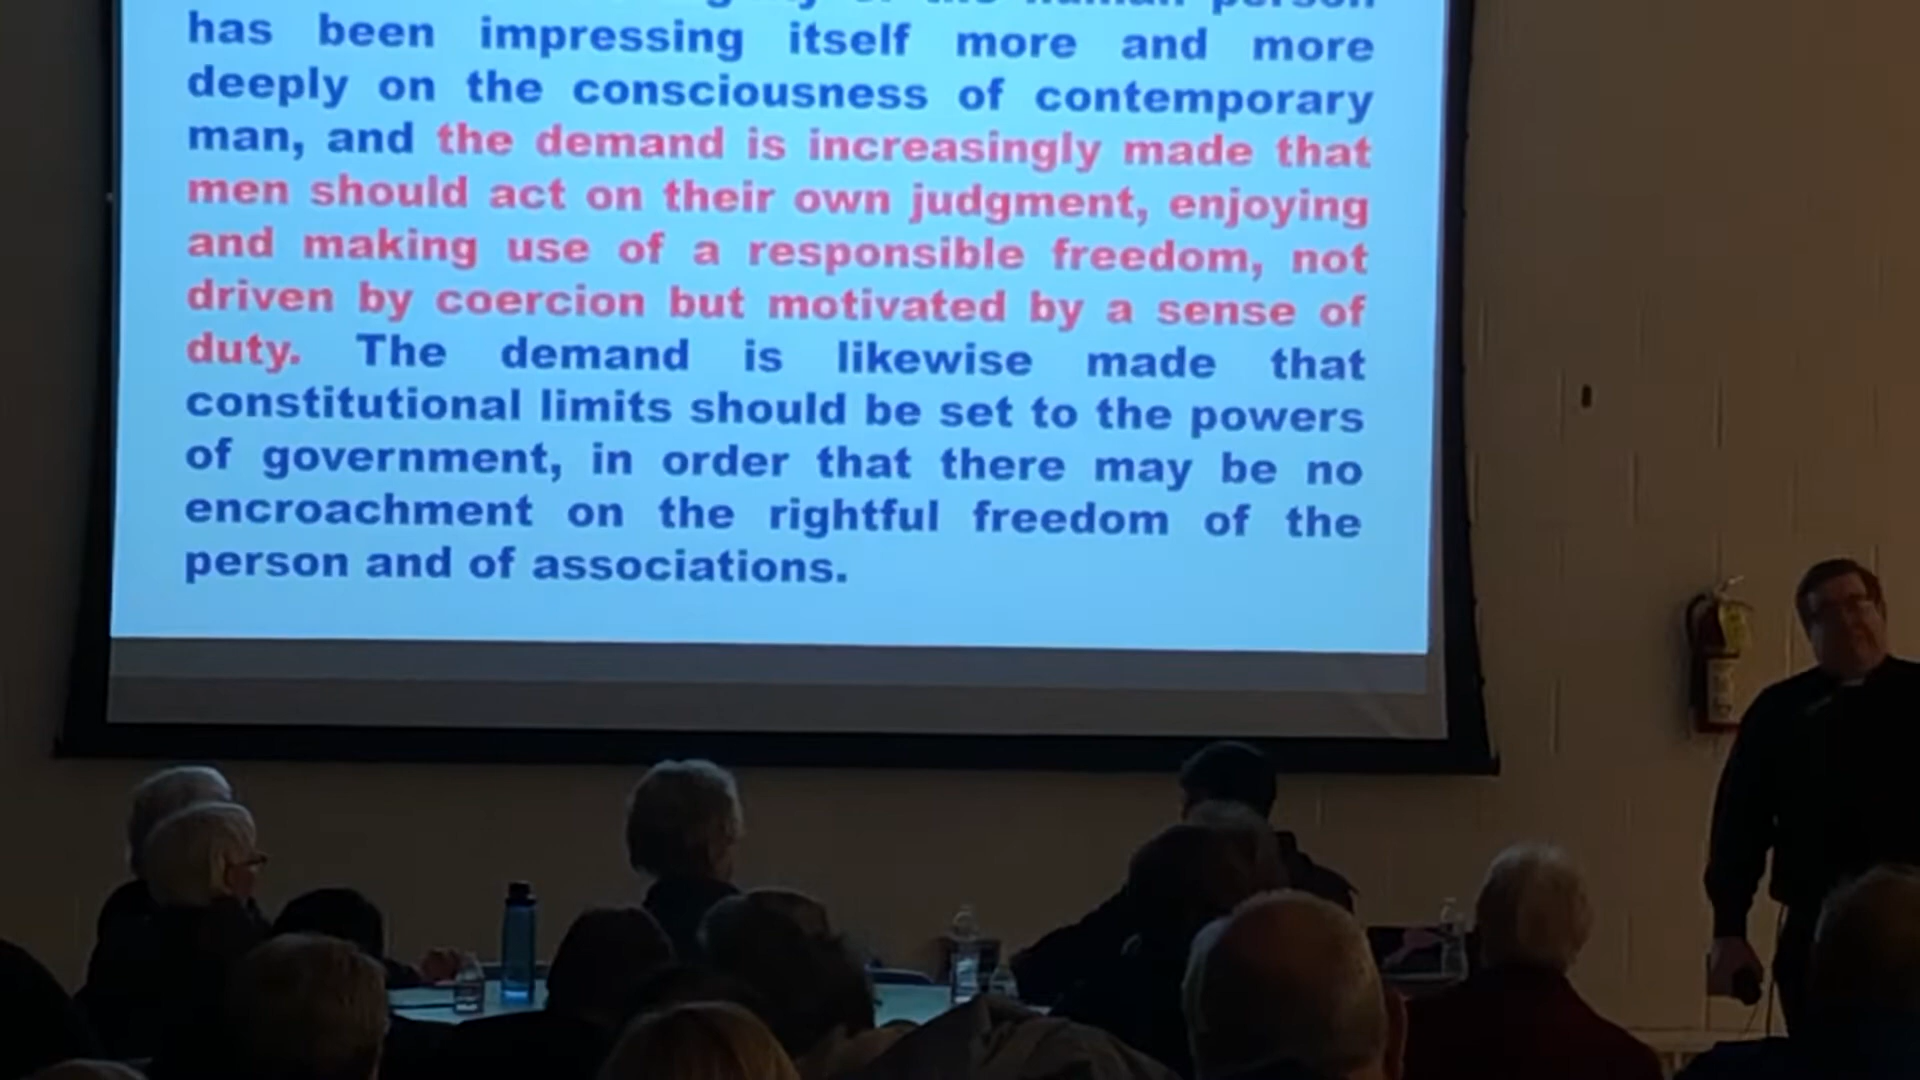 human person
has been impressing itself more and more
deeply on the consciousness of contemporary
man, and the demand is increasingly made that
men should act on their own judgment, enjoying
and making use of a responsible freedom, not
driven by coercion but motivated by a sense of
duty. The demand is likewise made that
constitutional limits should be set to the powers
of government, in order that there may be no
encroachment on the rightful freedom of the
person and of associations.